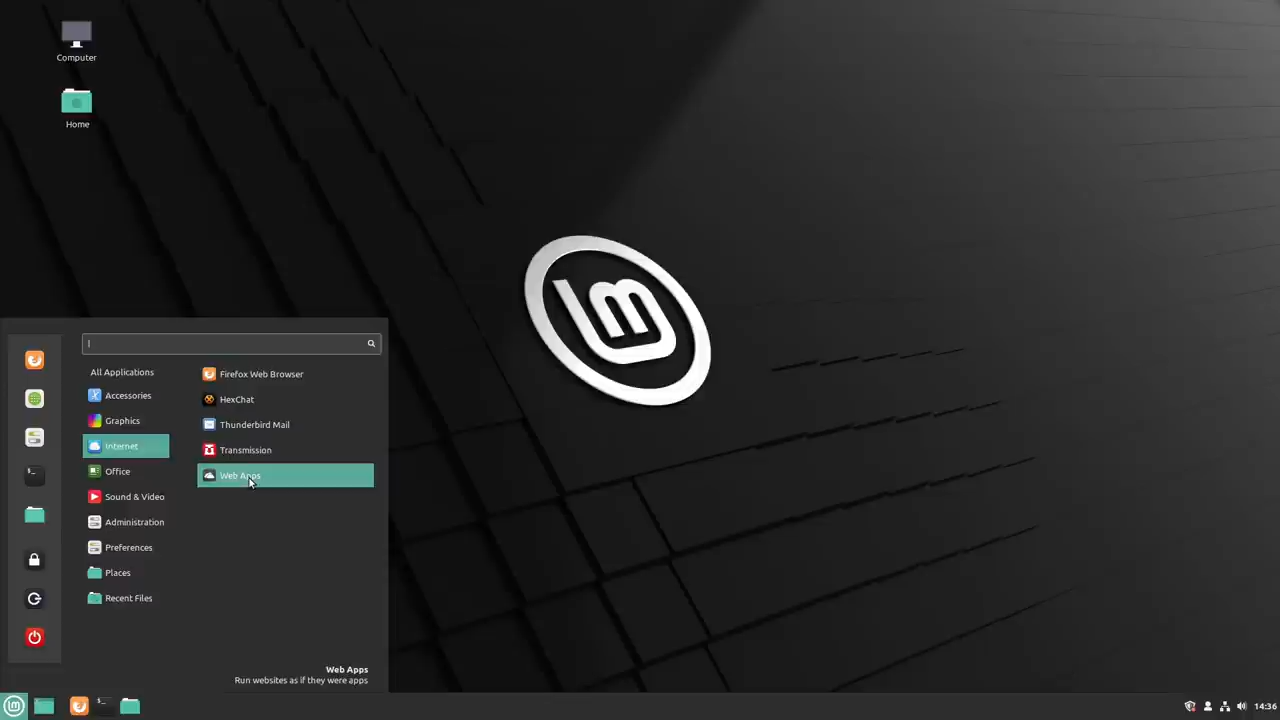 Computer
Home
All Applications
Accessories
Graphics
Internet
Office
Sound & Video
Administration
Preferences
Places
Recent Files
Firefox Web Browser
HexChat
Thunderbird Mail
Transmission
Web Apps
Web Apps
Run websites as if they were apps
14:36